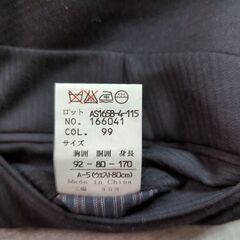 ロット AS1658-4-115
NO. 166041
COL. 99
サイズ
胸囲 胴囲 身長
92-80-170
A-5(ウエスト80cm)
Made in China